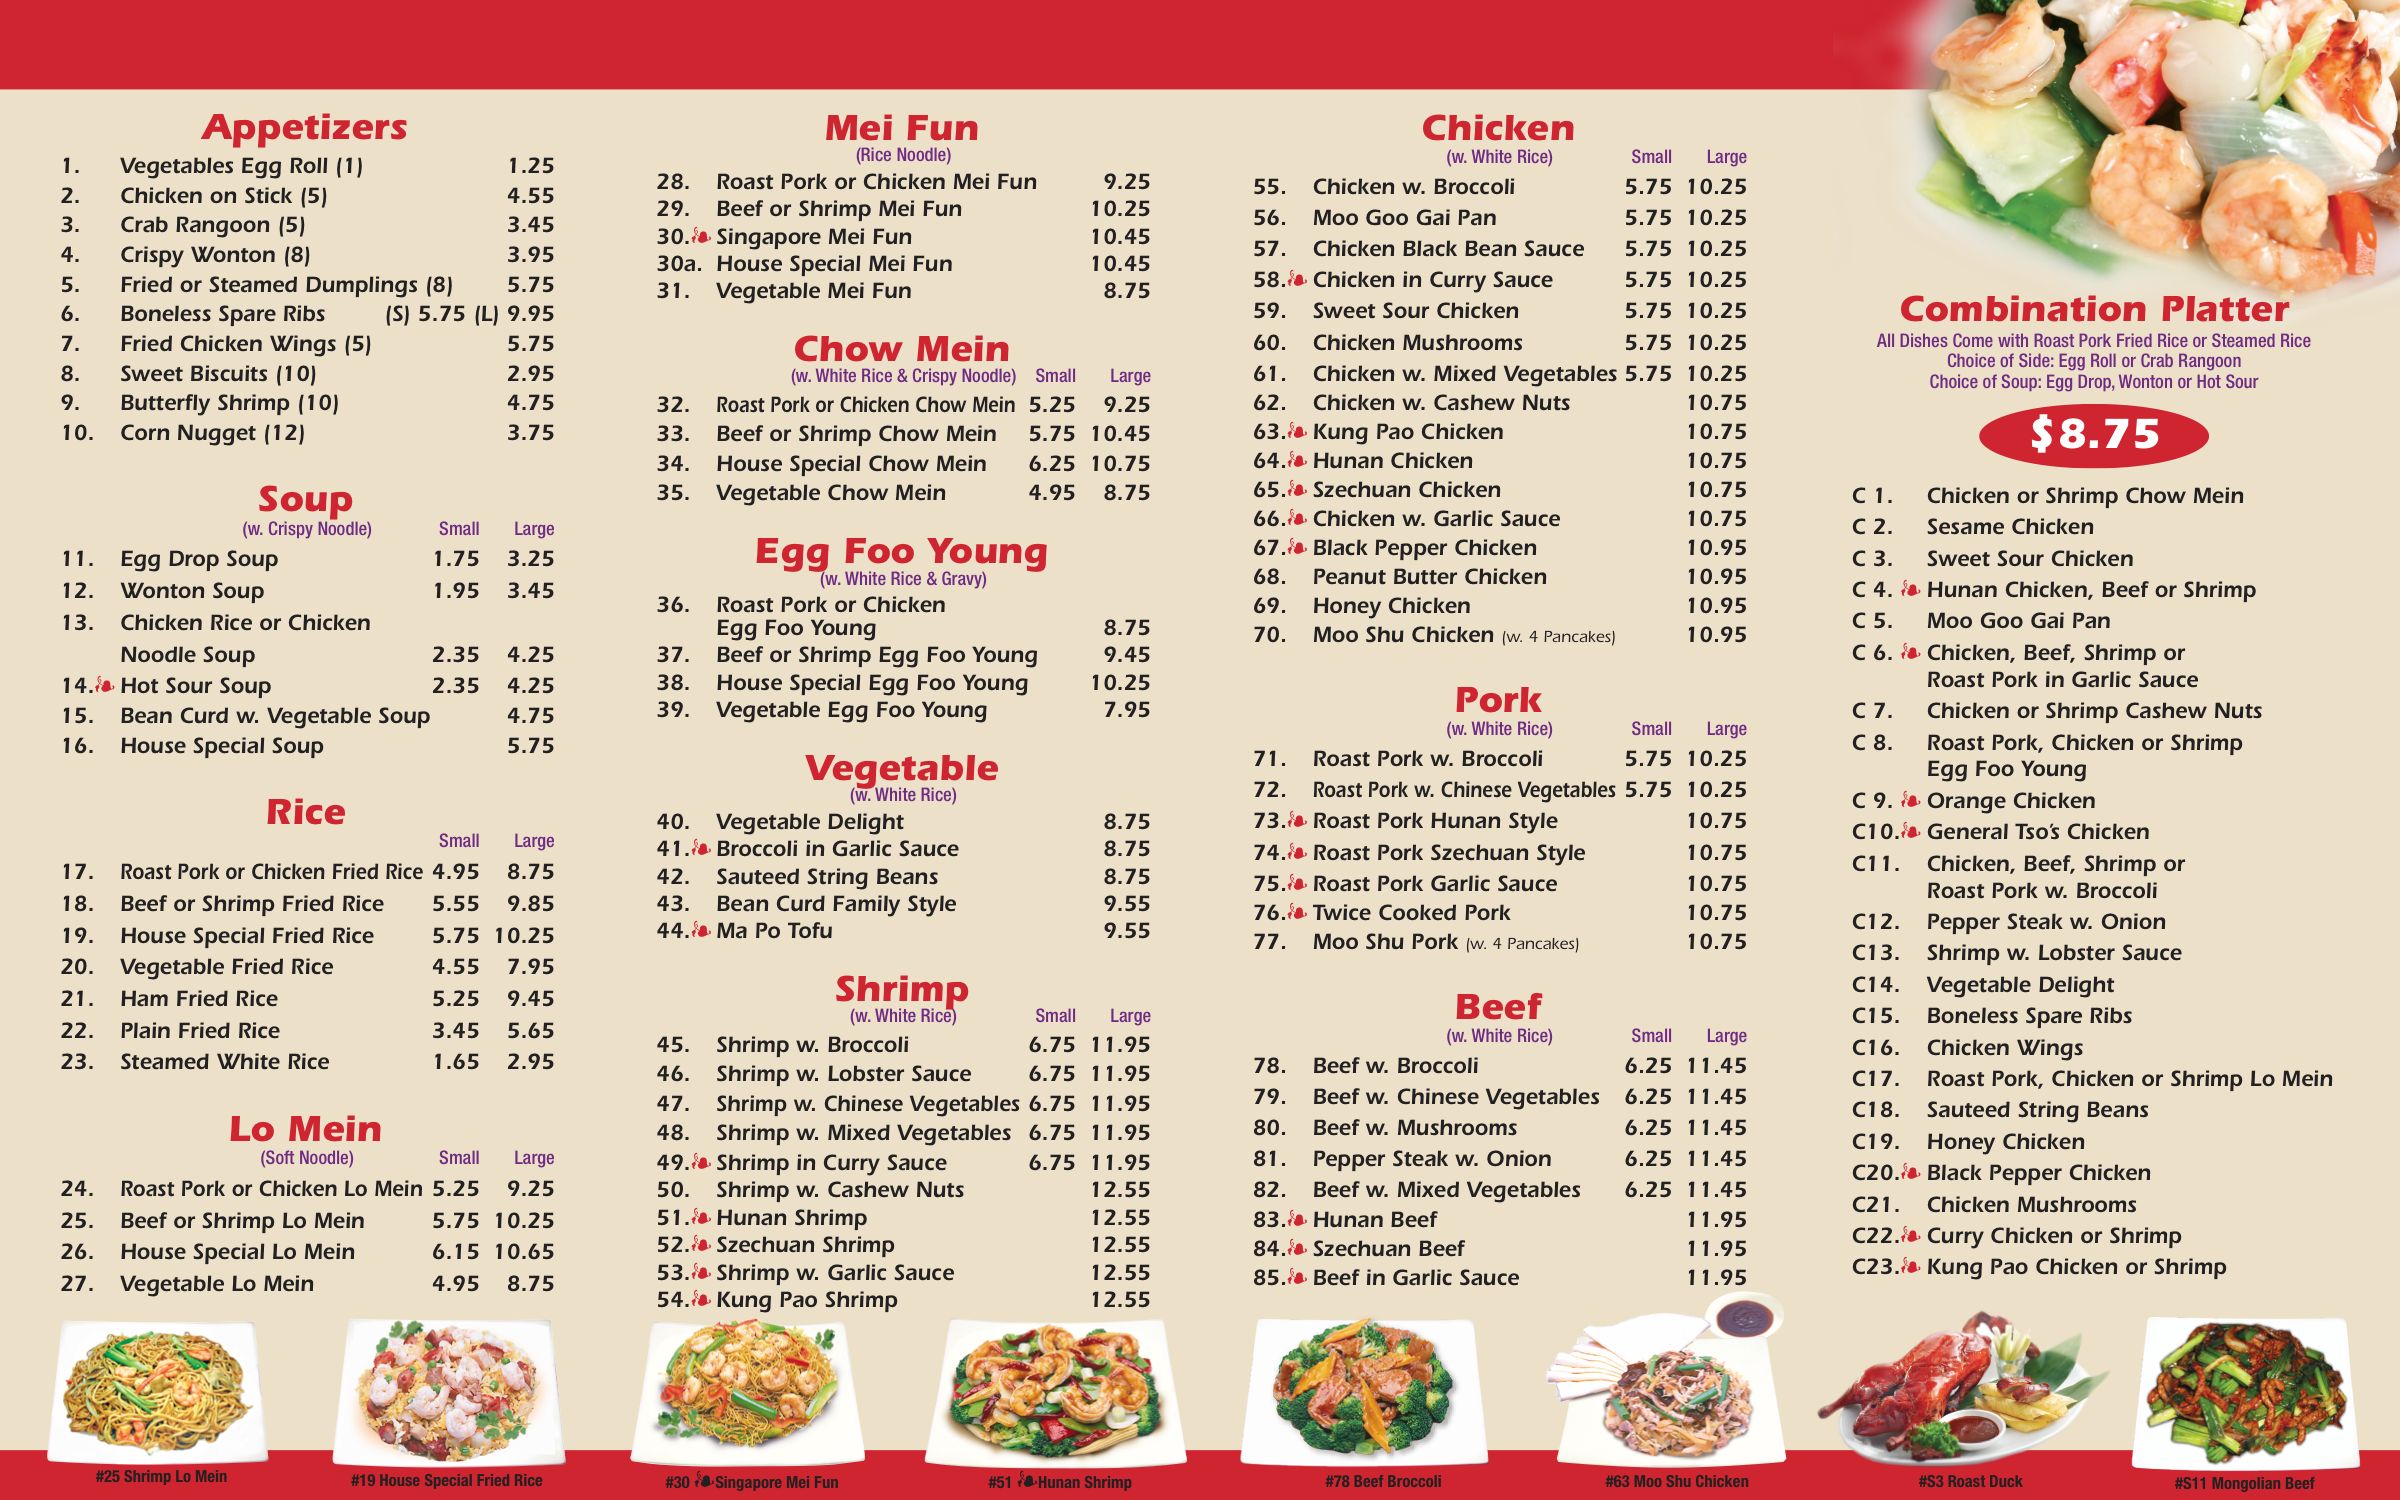 Appetizers
1. Vegetables Egg Roll (1) 1.25
2. Chicken on Stick (5) 4.55
3. Crab Rangoon (5) 3.45
4. Crispy Wonton (8) 3.95
5. Fried or Steamed Dumplings (8) 5.75
6. Boneless Spare Ribs (S) 5.75 (L) 9.95
7. Fried Chicken Wings (5) 5.75
8. Sweet Biscuits (10) 2.95
9. Butterfly Shrimp (10) 4.75
10. Corn Nugget (12) 3.75
Soup
(w. Crispy Noodle) Small Large
11. Egg Drop Soup 1.75 3.25
12. Wonton Soup 1.95 3.45
13. Chicken Rice or Chicken
Noodle Soup 2.35 4.25
14. Hot Sour Soup 2.35 4.25
15. Bean Curd w. Vegetable Soup 4.75
16. House Special Soup 5.75
Rice
Small Large
17. Roast Pork or Chicken Fried Rice 4.95 8.75
18. Beef or Shrimp Fried Rice 5.55 9.85
19. House Special Fried Rice 5.75 10.25
20. Vegetable Fried Rice 4.55 7.95
21. Ham Fried Rice 5.25 9.45
22. Plain Fried Rice 3.45 5.65
23. Steamed White Rice 1.65 2.95
Lo Mein
(Soft Noodle) Small Large
24. Roast Pork or Chicken Lo Mein 5.25 9.25
25. Beef or Shrimp Lo Mein 5.75 10.25
26. House Special Lo Mein 6.15 10.65
27. Vegetable Lo Mein 4.95 8.75
Mei Fun
(Rice Noodle)
28. Roast Pork or Chicken Mei Fun 9.25
29. Beef or Shrimp Mei Fun 10.25
30. Singapore Mei Fun 10.45
30a. House Special Mei Fun 10.45
31. Vegetable Mei Fun 8.75
Chow Mein
(w. White Rice & Crispy Noodle) Small Large
32. Roast Pork or Chicken Chow Mein 5.25 9.25
33. Beef or Shrimp Chow Mein 5.75 10.45
34. House Special Chow Mein 6.25 10.75
35. Vegetable Chow Mein 4.95 8.75
Egg Foo Young
(w. White Rice & Gravy)
36. Roast Pork or Chicken
Egg Foo Young 8.75
37. Beef or Shrimp Egg Foo Young 9.45
38. House Special Egg Foo Young 10.25
39. Vegetable Egg Foo Young 7.95
Vegetable
(w. White Rice)
40. Vegetable Delight 8.75
41. Broccoli in Garlic Sauce 8.75
42. Sauteed String Beans 8.75
43. Bean Curd Family Style 9.55
44. Ma Po Tofu 9.55
Shrimp
(w. White Rice) Small Large
45. Shrimp w. Broccoli 6.75 11.95
46. Shrimp w. Lobster Sauce 6.75 11.95
47. Shrimp w. Chinese Vegetables 6.75 11.95
48. Shrimp w. Mixed Vegetables 6.75 11.95
49. Shrimp in Curry Sauce 6.75 11.95
50. Shrimp w. Cashew Nuts 12.55
51. Hunan Shrimp 12.55
52. Szechuan Shrimp 12.55
53. Shrimp w. Garlic Sauce 12.55
54. Kung Pao Shrimp 12.55
Chicken
(w. White Rice) Small Large
55. Chicken w. Broccoli 5.75 10.25
56. Moo Goo Gai Pan 5.75 10.25
57. Chicken Black Bean Sauce 5.75 10.25
58. Chicken in Curry Sauce 5.75 10.25
59. Sweet Sour Chicken 5.75 10.25
60. Chicken Mushrooms 5.75 10.25
61. Chicken w. Mixed Vegetables 5.75 10.25
62. Chicken w. Cashew Nuts 10.75
63. Kung Pao Chicken 10.75
64. Hunan Chicken 10.75
65. Szechuan Chicken 10.75
66. Chicken w. Garlic Sauce 10.75
67. Black Pepper Chicken 10.95
68. Peanut Butter Chicken 10.95
69. Honey Chicken 10.95
70. Moo Shu Chicken (w. 4 Pancakes) 10.95
Pork
(w. White Rice) Small Large
71. Roast Pork w. Broccoli 5.75 10.25
72. Roast Pork w. Chinese Vegetables 5.75 10.25
73. Roast Pork Hunan Style 10.75
74. Roast Pork Szechuan Style 10.75
75. Roast Pork Garlic Sauce 10.75
76. Twice Cooked Pork 10.75
77. Moo Shu Pork (w. 4 Pancakes) 10.75
Beef
(w. White Rice) Small Large
78. Beef w. Broccoli 6.25 11.45
79. Beef w. Chinese Vegetables 6.25 11.45
80. Beef w. Mushrooms 6.25 11.45
81. Pepper Steak w. Onion 6.25 11.45
82. Beef w. Mixed Vegetables 6.25 11.45
83. Hunan Beef 11.95
84. Szechuan Beef 11.95
85. Beef in Garlic Sauce 11.95
Combination Platter
All Dishes Come with Roast Pork Fried Rice or Steamed Rice
Choice of Side: Egg Roll or Crab Rangoon
Choice of Soup: Egg Drop, Wonton or Hot Sour
$8.75
C 1. Chicken or Shrimp Chow Mein
C 2. Sesame Chicken
C 3. Sweet Sour Chicken
C 4. Hunan Chicken, Beef or Shrimp
C 5. Moo Goo Gai Pan
C 6. Chicken, Beef, Shrimp or
Roast Pork in Garlic Sauce
C 7. Chicken or Shrimp Cashew Nuts
C 8. Roast Pork, Chicken or Shrimp
Egg Foo Young
C 9. Orange Chicken
C10. General Tso's Chicken
C11. Chicken, Beef, Shrimp or
Roast Pork w. Broccoli
C12. Pepper Steak w. Onion
C13. Shrimp w. Lobster Sauce
C14. Vegetable Delight
C15. Boneless Spare Ribs
C16. Chicken Wings
C17. Roast Pork, Chicken or Shrimp Lo Mein
C18. Sauteed String Beans
C19. Honey Chicken
C20. Black Pepper Chicken
C21. Chicken Mushrooms
C22. Curry Chicken or Shrimp
C23. Kung Pao Chicken or Shrimp
#25 Shrimp Lo Mein
#19 House Special Fried Rice
#30 Singapore Mei Fun
#51 Hunan Shrimp
#78 Beef Broccoli
#63 Moo Shu Chicken
#S3 Roast Duck
#S11 Mongolian Beef